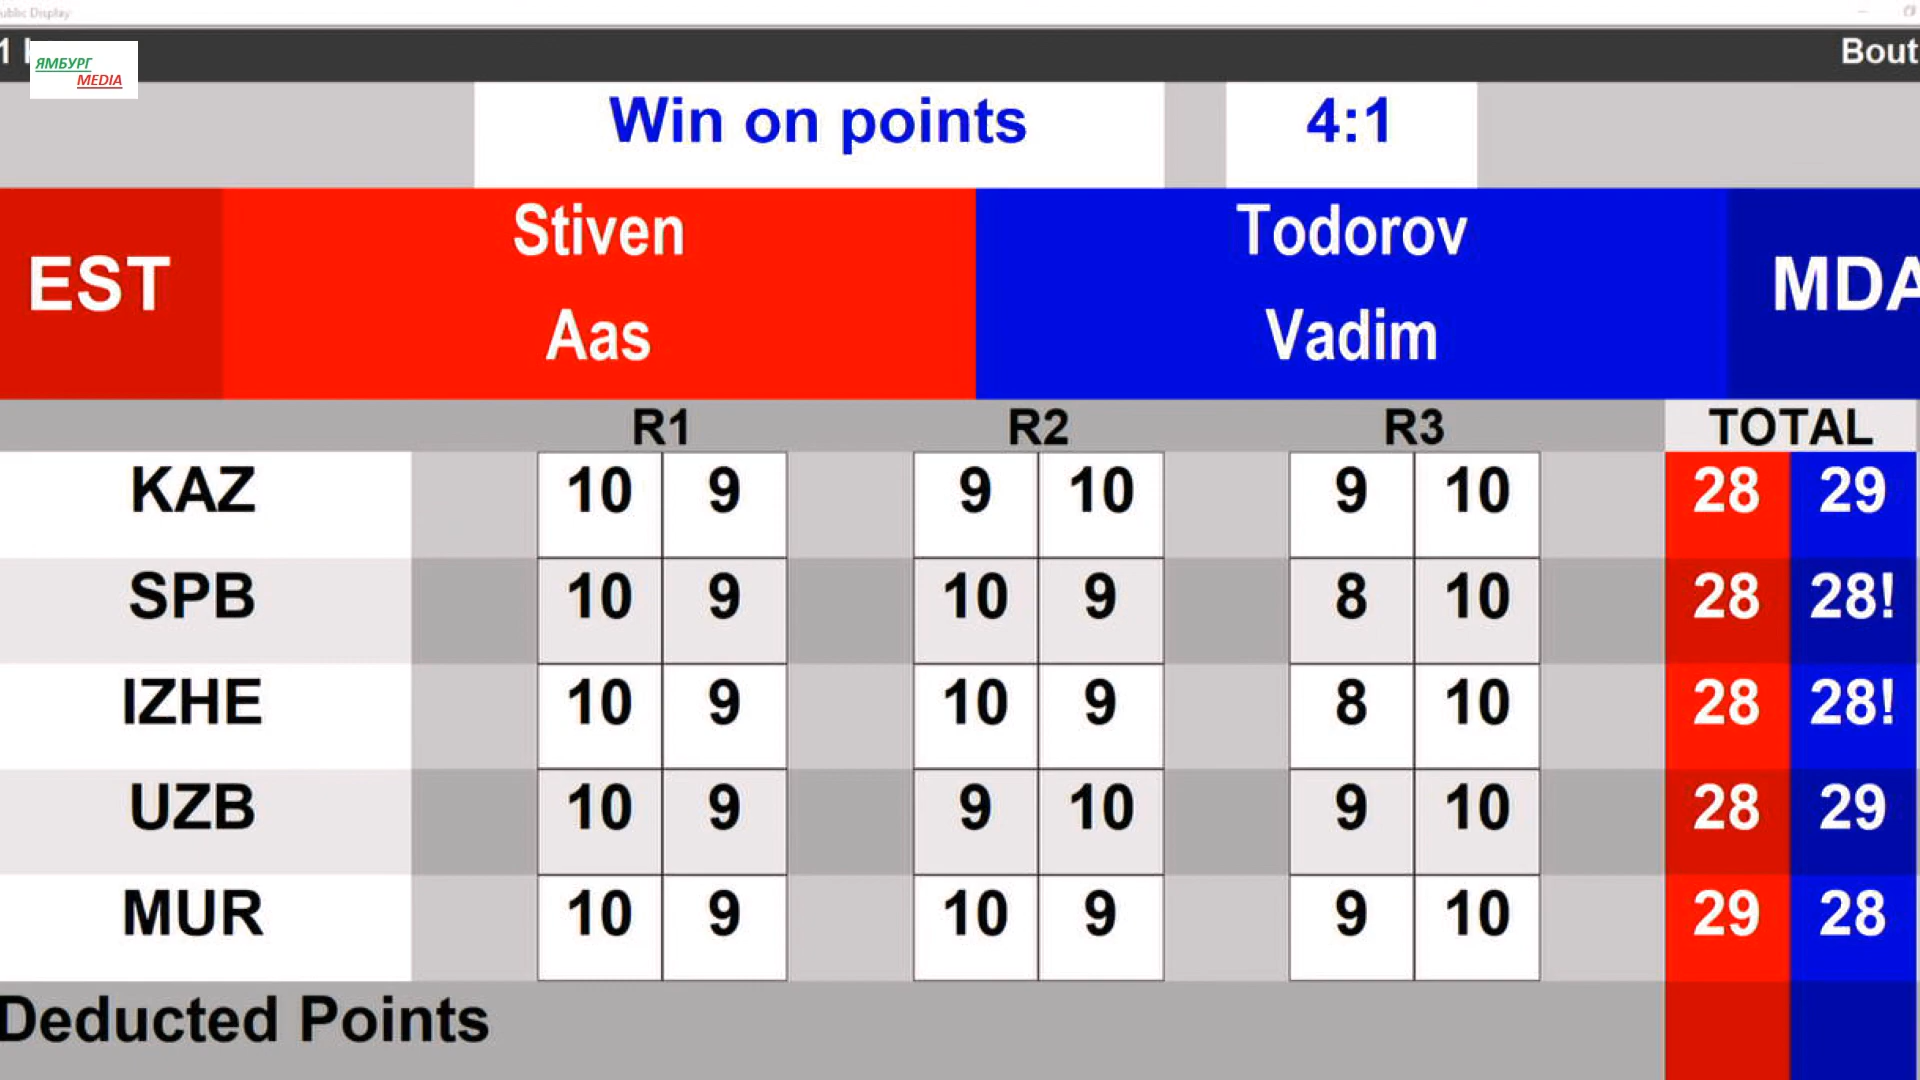 ublic Display
1
Bout
ЯМБУРГ
MEDIA
Win on points 4:1
EST
Stiven
Aas
Todorov
Vadim
MDA
R1 R2 R3 TOTAL
KAZ 10 9 9 10 9 10 28 29
SPB 10 9 10 9 8 10 28 28!
IZHE 10 9 10 9 8 10 28 28!
UZB 10 9 9 10 9 10 28 29
MUR 10 9 10 9 9 10 29 28
Deducted Points